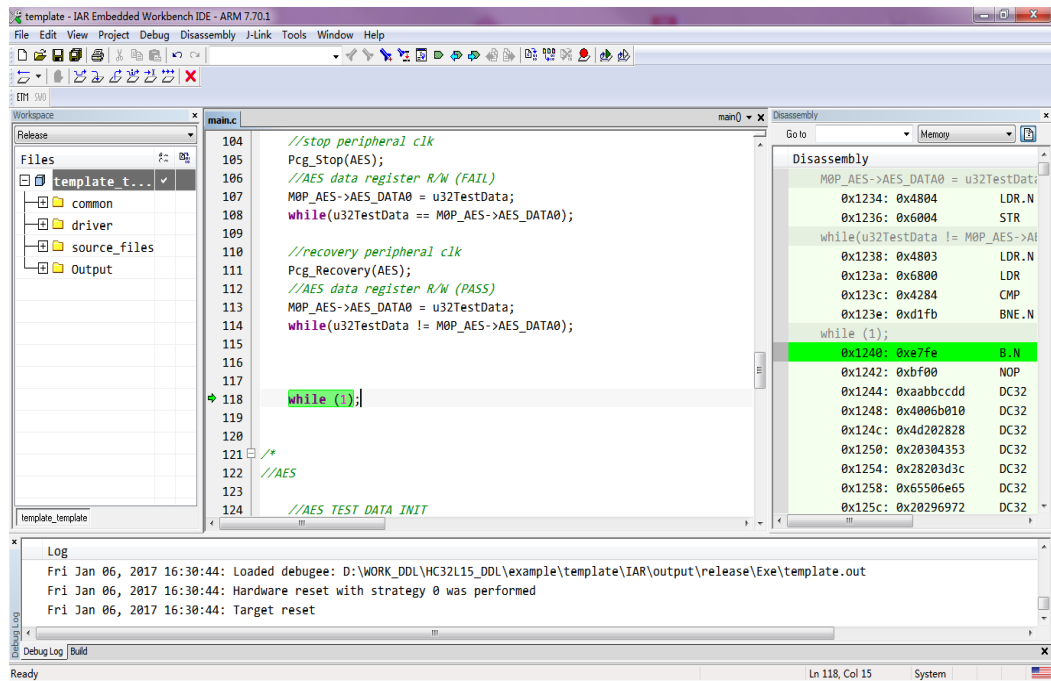 template - IAR Embedded Workbench IDE - ARM 7.70.1
File Edit View Project Debug Disassembly J-Link Tools Window Help
ETM SWO
Workspace
Release
Files
template_t...
common
driver
source_files
Output
template_template
main.c
main()
104 //stop peripheral clk
105 Pcg_Stop(AES);
106 //AES data register R/W (FAIL)
107 M0P_AES->AES_DATA0 = u32TestData;
108 while(u32TestData == M0P_AES->AES_DATA0);
109
110 //recovery peripheral clk
111 Pcg_Recovery(AES);
112 //AES data register R/W (PASS)
113 M0P_AES->AES_DATA0 = u32TestData;
114 while(u32TestData != M0P_AES->AES_DATA0);
115
116
117
118 while (1);
119
120
121 /*
122 //AES
123
124 //AES TEST DATA INIT
Disassembly
Go to Memory
Disassembly
M0P_AES->AES_DATA0 = u32TestData
0x1234: 0x4804 LDR.N
0x1236: 0x6004 STR
while(u32TestData != M0P_AES->AE
0x1238: 0x4803 LDR.N
0x123a: 0x6800 LDR
0x123c: 0x4284 CMP
0x123e: 0xd1fb BNE.N
while (1);
0x1240: 0xe7fe B.N
0x1242: 0xbf00 NOP
0x1244: 0xaabbccdd DC32
0x1248: 0x4006b010 DC32
0x124c: 0x4d202828 DC32
0x1250: 0x20304353 DC32
0x1254: 0x28203d3c DC32
0x1258: 0x65506e65 DC32
0x125c: 0x20296972 DC32
Log
Fri Jan 06, 2017 16:30:44: Loaded debugee: D:\WORK_DDL\HC32L15_DDL\example\template\IAR\output\release\Exe\template.out
Fri Jan 06, 2017 16:30:44: Hardware reset with strategy 0 was performed
Fri Jan 06, 2017 16:30:44: Target reset
Debug Log
Debug Log Build
Ready
Ln 118, Col 15 System